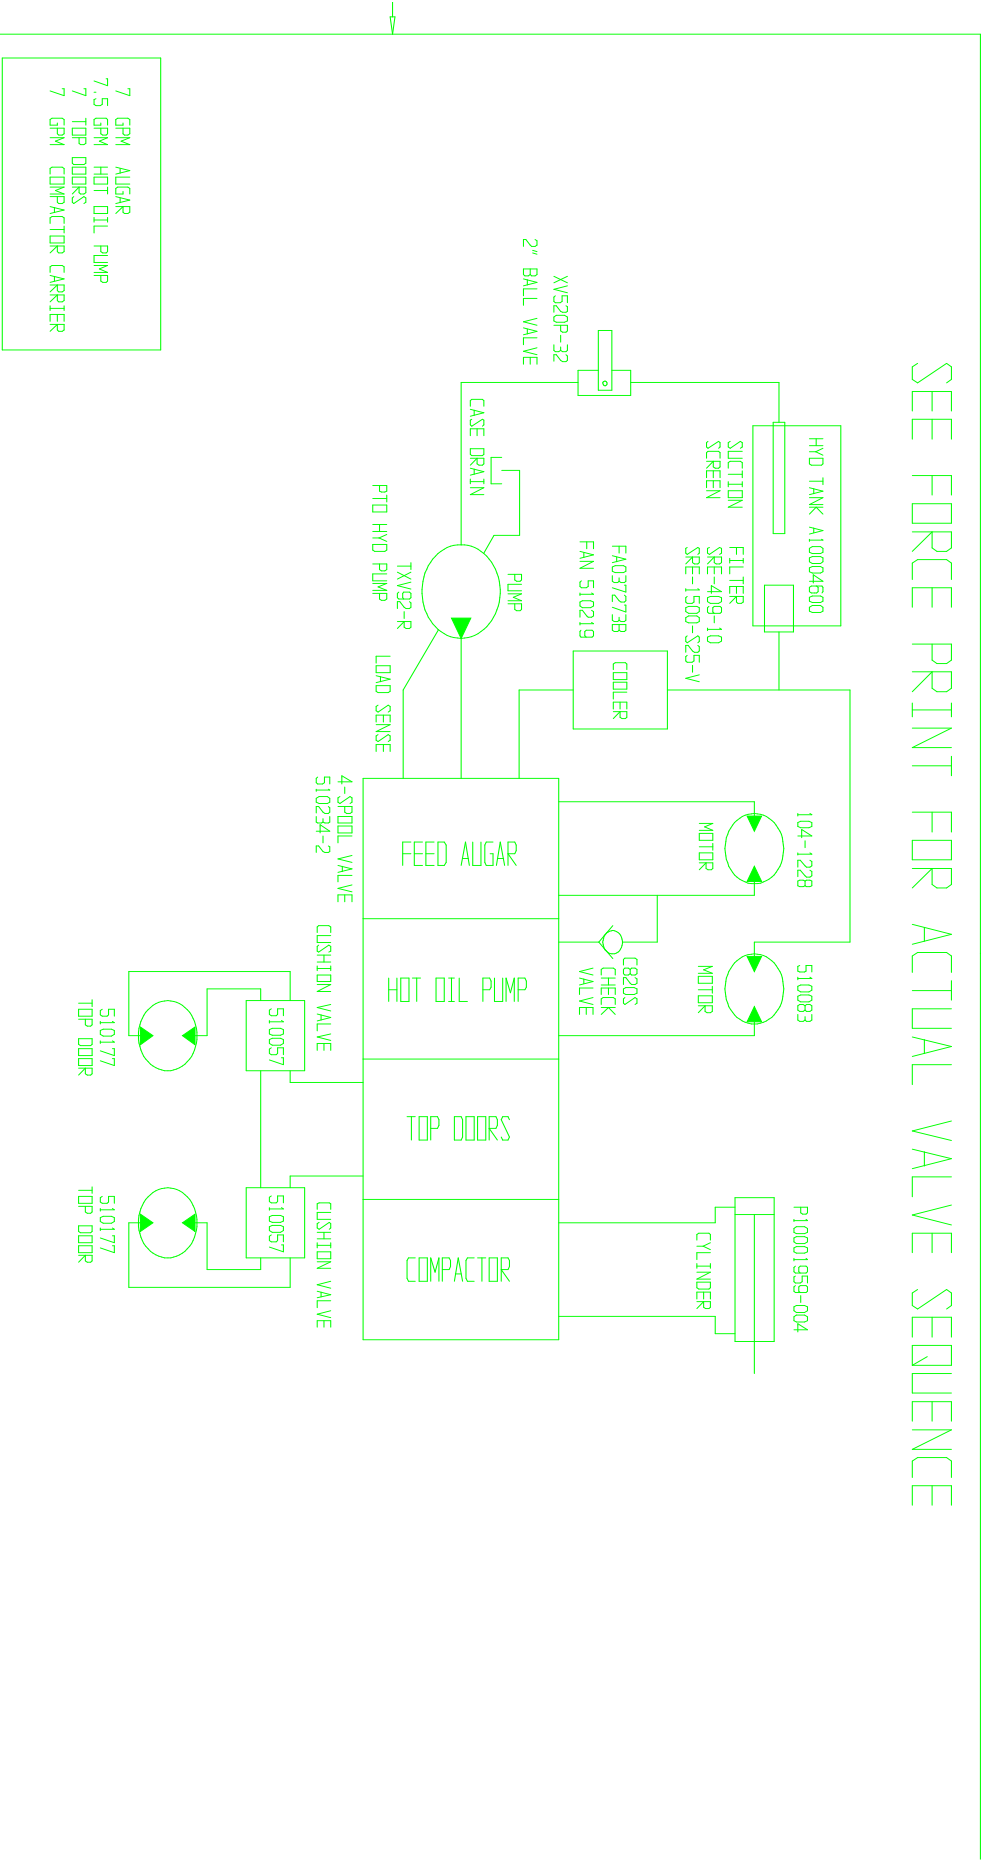 SEE FORCE PRINT FOR ACTUAL VALVE SEQUENCE
HYD TANK A10004600
SUCTION
SCREEN
FILTER
SRE-409-10
SRE-1500-S25-V
XV520P-32
2" BALL VALVE
CASE DRAIN
PUMP
TXV92-R
PTO HYD PUMP
LOAD SENSE
FA037273B
FAN 510219
COOLER
104-1228
MOTOR
510083
MOTOR
C820S
CHECK
VALVE
P10001959-004
CYLINDER
FEED AUGAR
HOT OIL PUMP
TOP DOORS
COMPACTOR
4-SPOOL VALVE
510234-2
CUSHION VALVE
510057
510177
TOP DOOR
CUSHION VALVE
510057
510177
TOP DOOR
7 GPM AUGAR
7.5 GPM HOT OIL PUMP
7 TOP DOORS
7 GPM COMPACTOR CARRIER